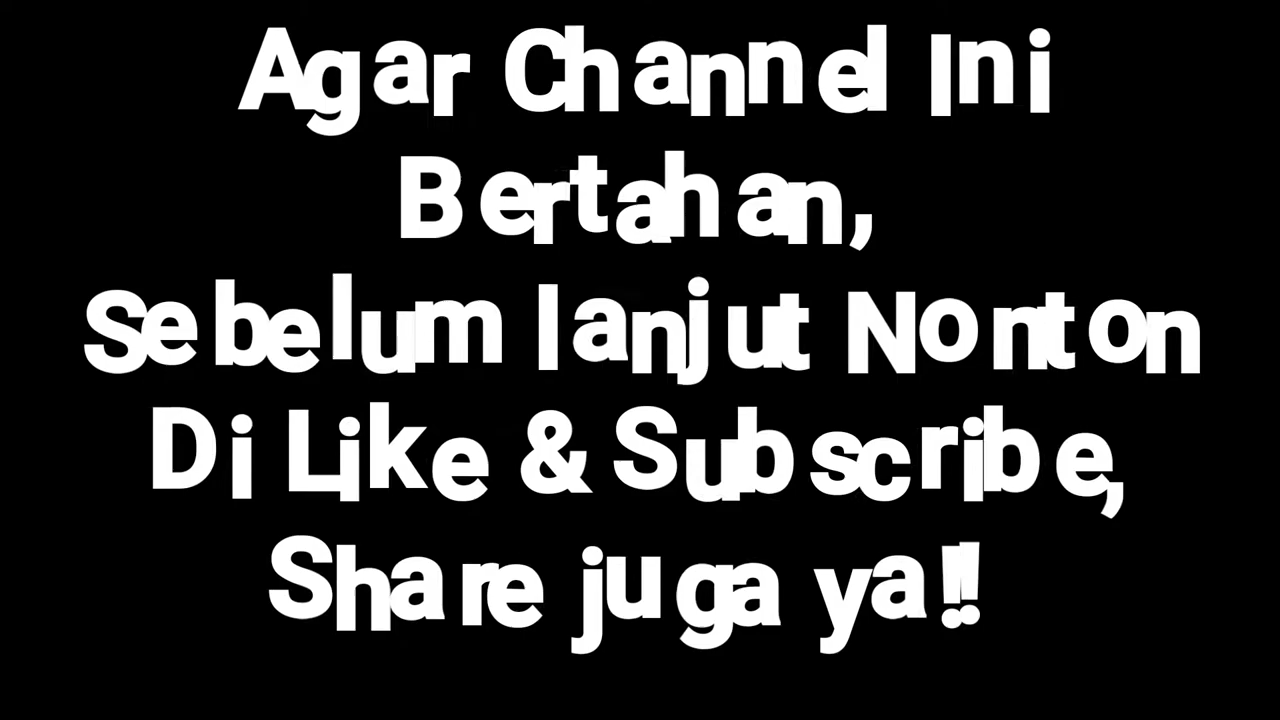 Agar Channel Ini
Bertahan,
Sebelum lanjut Nonton
Di Like & Subscribe,
Share juga ya!!